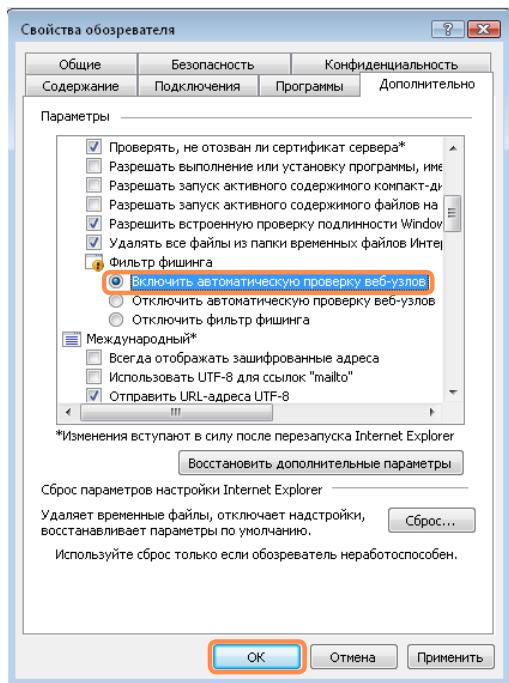 Свойства обозревателя
Общие Безопасность Конфиденциальность
Содержание Подключения Программы Дополнительно
Параметры
Проверять, не отозван ли сертификат сервера*
Разрешать выполнение или установку программы, име
Разрешать запуск активного содержимого компакт-ди
Разрешать запуск активного содержимого файлов на
Разрешить встроенную проверку подлинности Window
Удалять все файлы из папки временных файлов Интер
Фильтр фишинга
Включить автоматическую проверку веб-узлов
Отключить автоматическую проверку веб-узлов
Отключить фильтр фишинга
Международный*
Всегда отображать зашифрованные адреса
Использовать UTF-8 для ссылок "mailto"
Отправить URL-адреса UTF-8
*Изменения вступают в силу после перезапуска Internet Explorer
Восстановить дополнительные параметры
Сброс параметров настройки Internet Explorer
Удаляет временные файлы, отключает надстройки,
восстанавливает параметры по умолчанию.
Сброс...
Используйте сброс только если обозреватель неработоспособен.
ОК Отмена Применить